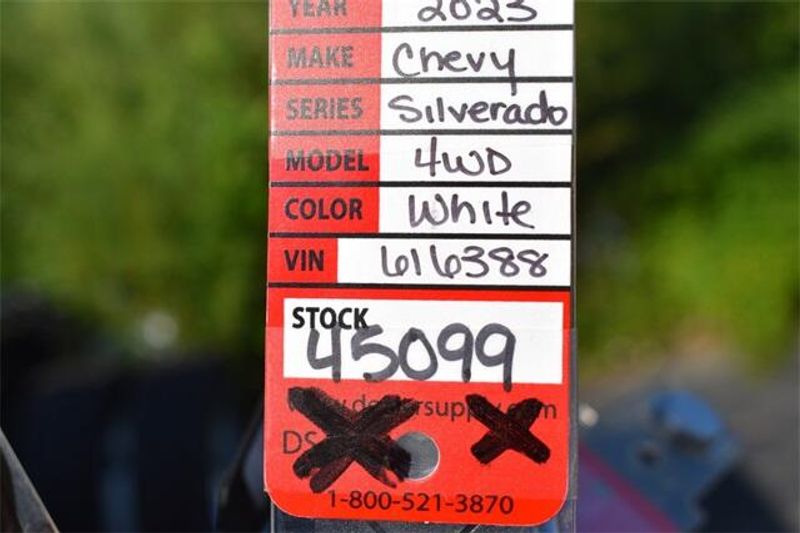 YEAR 2023
MAKE Chevy
SERIES Silverado
MODEL 4WD
COLOR White
VIN 616388
STOCK
45099
DS
1-800-521-3870